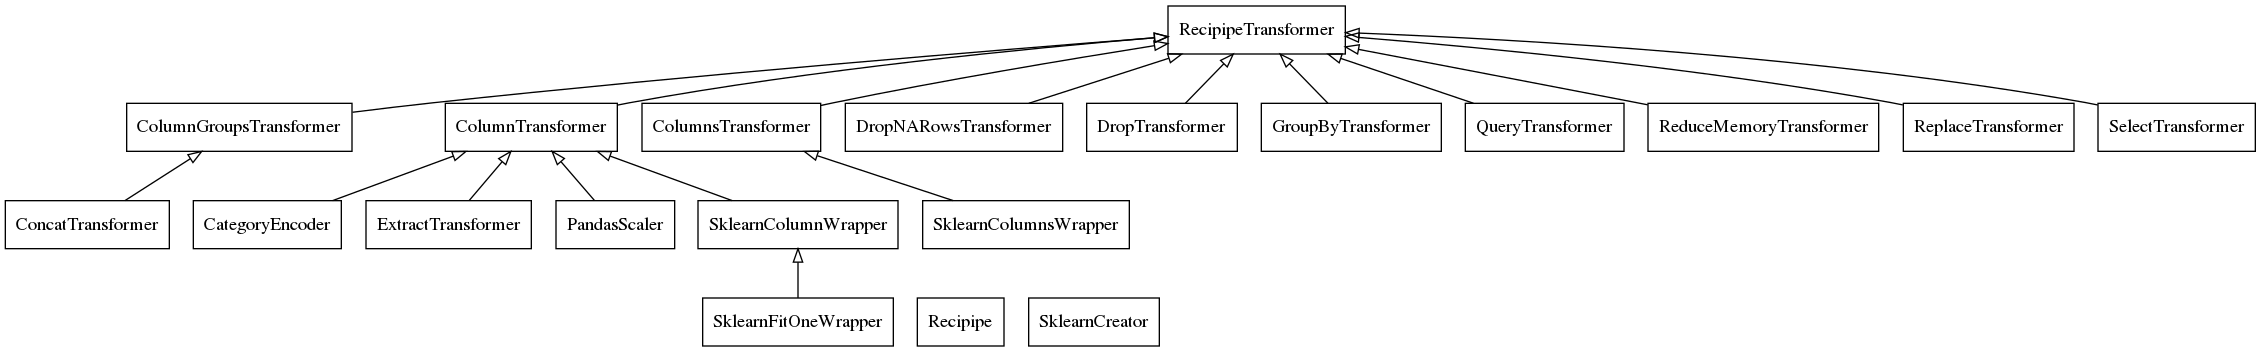 RecipipeTransformer
ColumnGroupsTransformer
ColumnTransformer
ColumnsTransformer
DropNARowsTransformer
DropTransformer
GroupByTransformer
QueryTransformer
ReduceMemoryTransformer
ReplaceTransformer
SelectTransformer
ConcatTransformer
CategoryEncoder
ExtractTransformer
PandasScaler
SklearnColumnWrapper
SklearnColumnsWrapper
SklearnFitOneWrapper
Recipipe
SklearnCreator